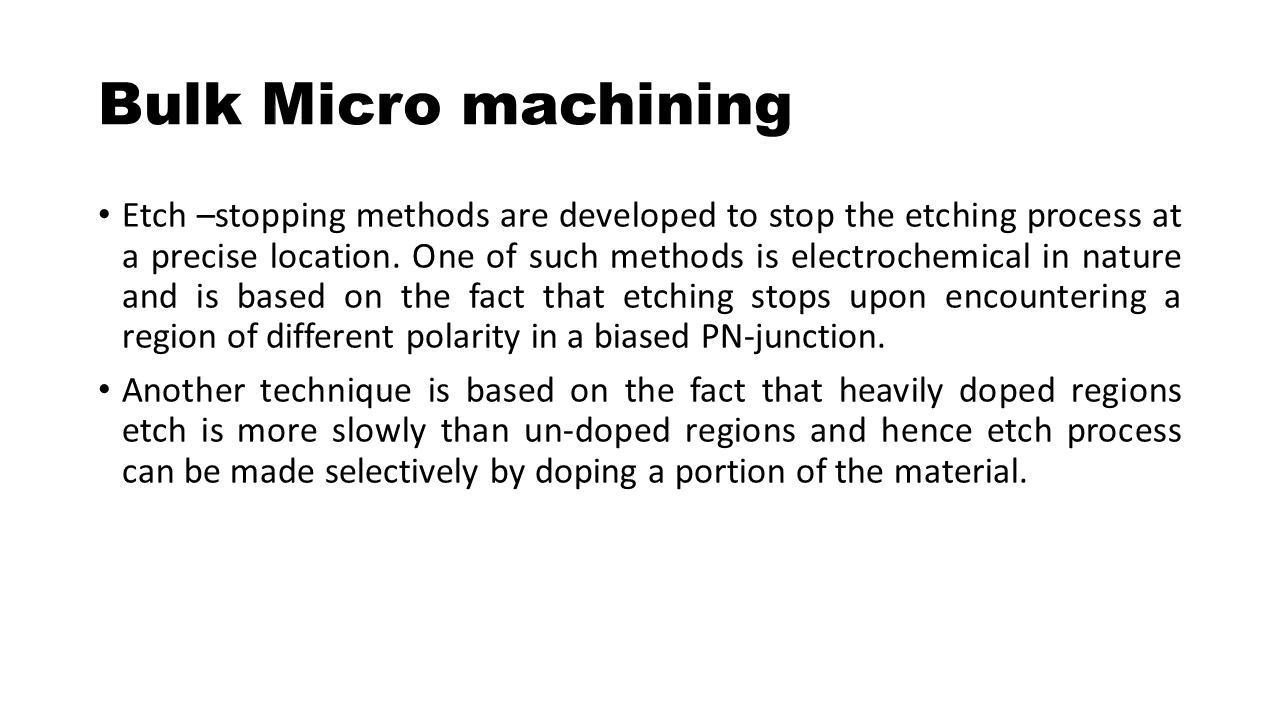 Bulk Micro machining
• Etch –stopping methods are developed to stop the etching process at
a precise location. One of such methods is electrochemical in nature
and is based on the fact that etching stops upon encountering a
region of different polarity in a biased PN-junction.
• Another technique is based on the fact that heavily doped regions
etch is more slowly than un-doped regions and hence etch process
can be made selectively by doping a portion of the material.